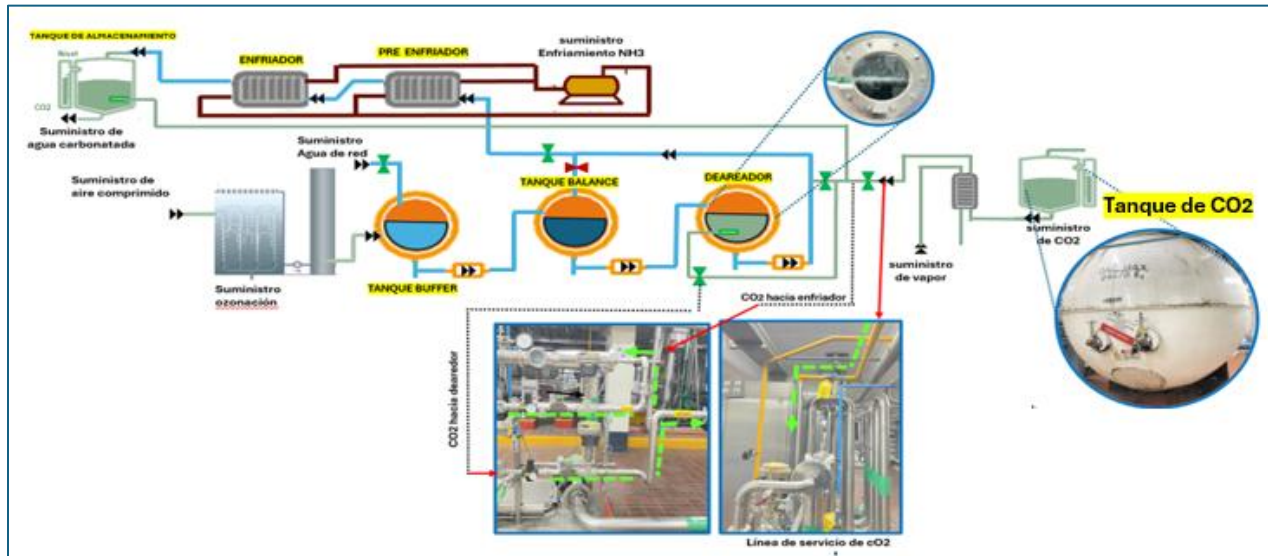 TANQUE DE ALMACENAMIENTO
Nivel
CO2
Suministro de
agua carbonatada
ENFRIADOR
PRE ENFRIADOR
suministro
Enfriamiento NH3
Suministro
Agua de red
Suministro de
aire comprimido
Suministro
ozonación
TANQUE BUFFER
TANQUE BALANCE
DEAREADOR
suministro
de vapor
suministro
de CO2
Tanque de CO2
CO2 hacia enfriador
CO2 hacia dearedor
Línea de servicio de cO2